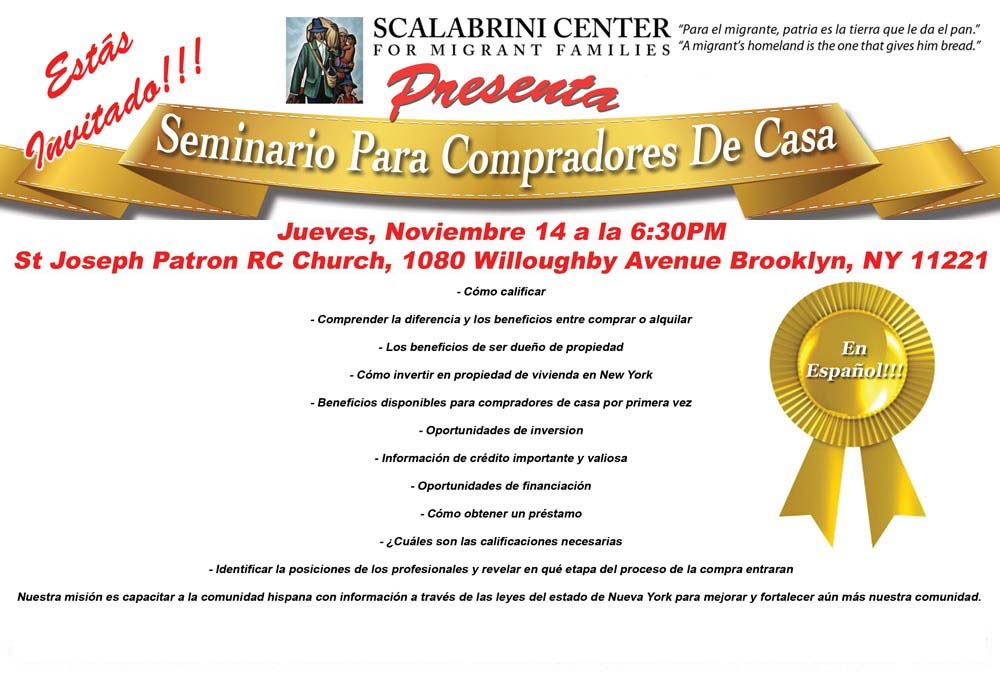 Estás
Invitado!!!
SCALABRINI CENTER
FOR MIGRANT FAMILIES
"Para el migrante, patria es la tierra que le da el pan."
"A migrant's homeland is the one that gives him bread."
Presenta
Seminario Para Compradores De Casa
Jueves, Noviembre 14 a la 6:30PM
St Joseph Patron RC Church, 1080 Willoughby Avenue Brooklyn, NY 11221
- Cómo calificar
- Comprender la diferencia y los beneficios entre comprar o alquilar
- Los beneficios de ser dueño de propiedad
- Cómo invertir en propiedad de vivienda en New York
- Beneficios disponibles para compradores de casa por primera vez
- Oportunidades de inversion
- Información de crédito importante y valiosa
- Oportunidades de financiación
- Cómo obtener un préstamo
- ¿Cuáles son las calificaciones necesarias
- Identificar la posiciones de los profesionales y revelar en qué etapa del proceso de la compra entraran
Nuestra misión es capacitar a la comunidad hispana con información a través de las leyes del estado de Nueva York para mejorar y fortalecer aún más nuestra comunidad.
En
Español!!!